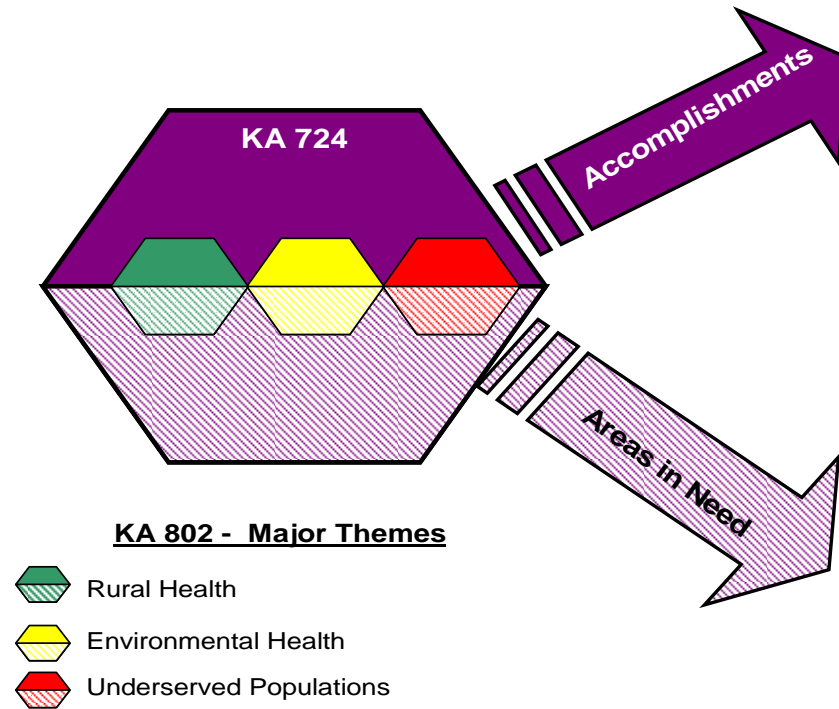 KA 724
Accomplishments
Areas in Need
KA 802 - Major Themes
Rural Health
Environmental Health
Underserved Populations